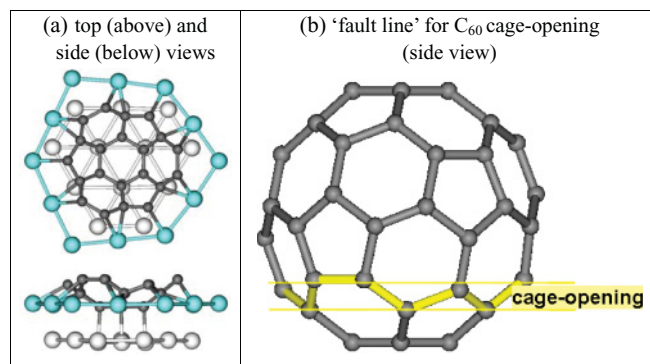 (a) top (above) and
side (below) views
(b) ‘fault line’ for C₆₀ cage-opening
(side view)
cage-opening